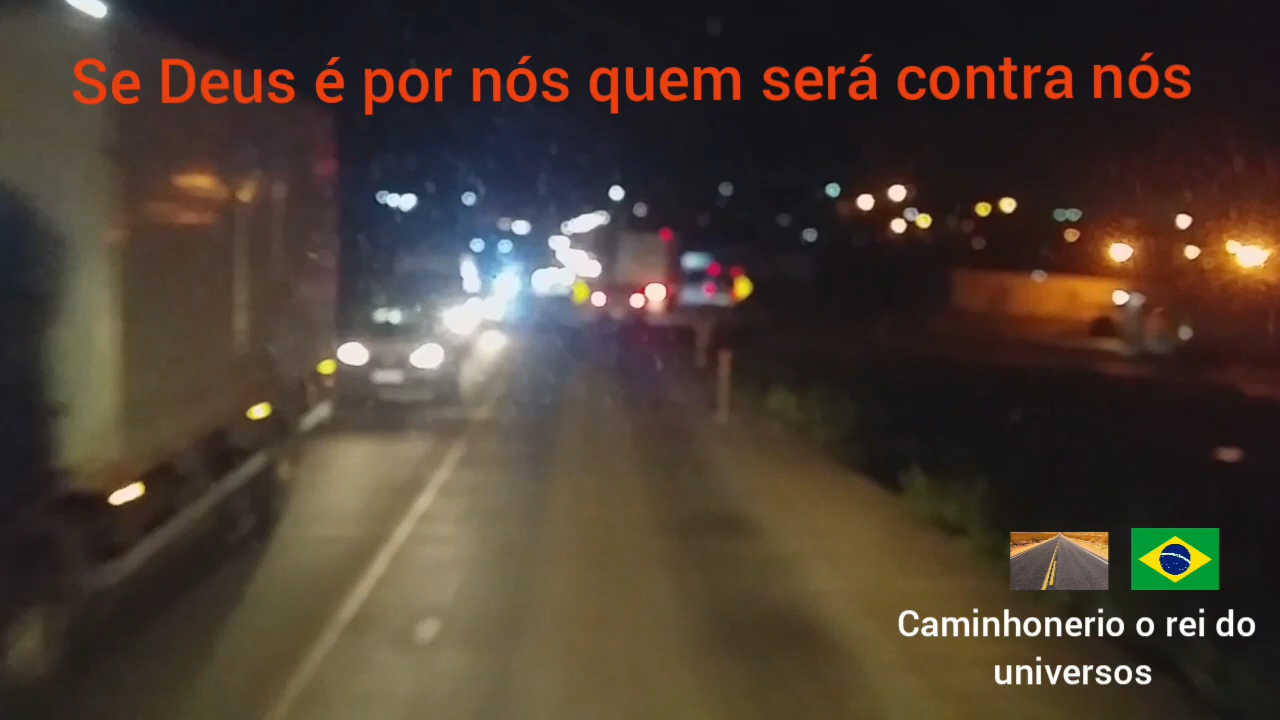 Se Deus é por nós quem será contra nós
Caminhonerio o rei do
universos